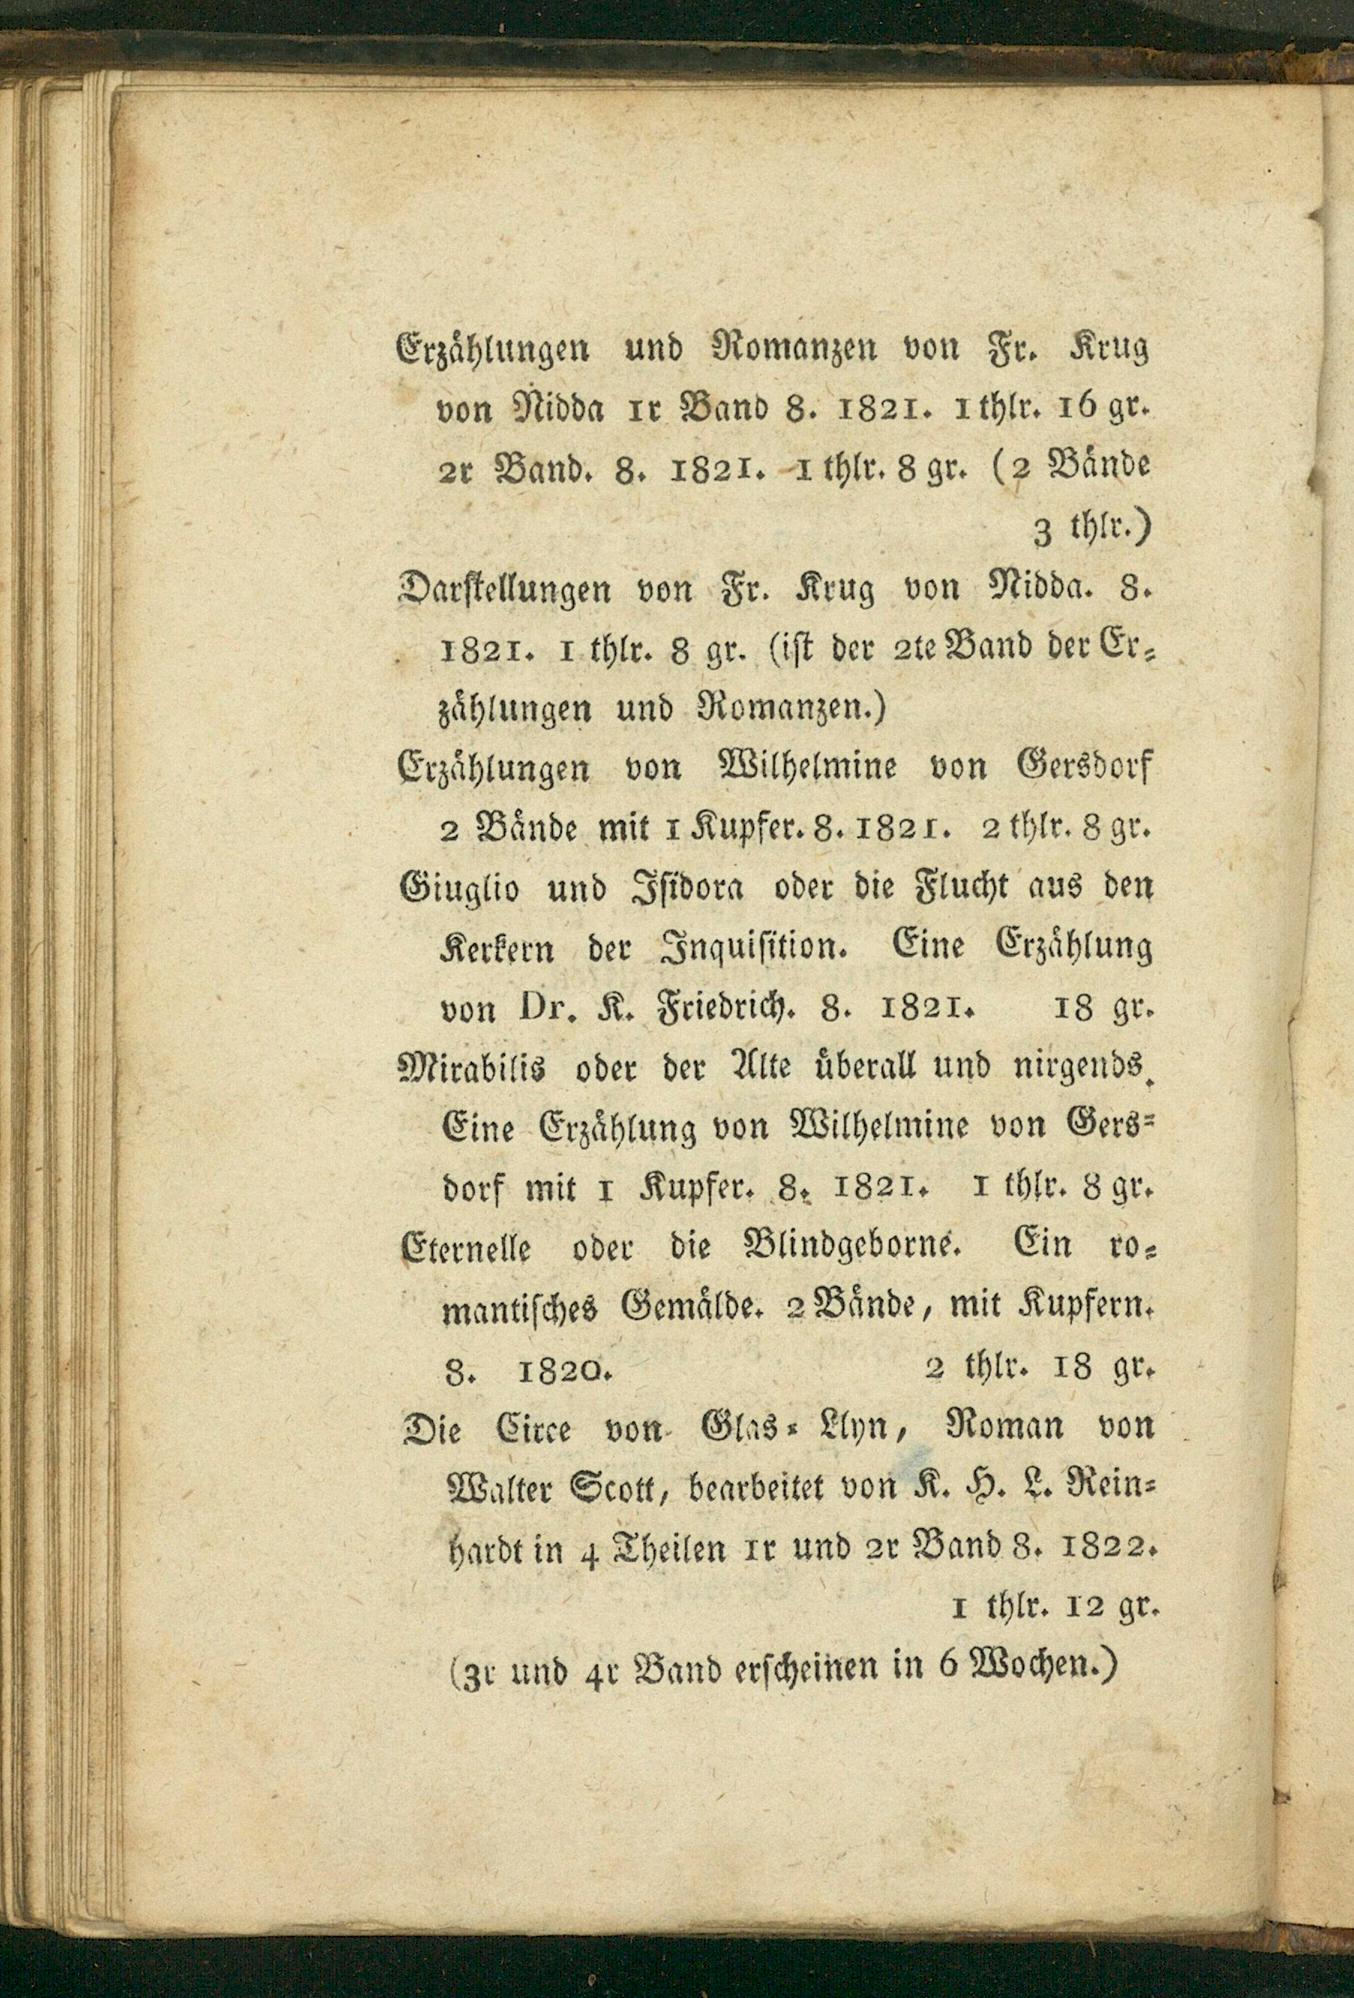 Erzählungen und Romanzen von Fr. Krug
von Nidda 1r Band 8. 1821. 1 thlr. 16 gr.
2r Band. 8. 1821. 1 thlr. 8 gr. (2 Bände
3 thlr.)
Darstellungen von Fr. Krug von Nidda. 8.
1821. 1 thlr. 8 gr. (ist der 2te Band der Er-
zählungen und Romanzen.)
Erzählungen von Wilhelmine von Gersdorf
2 Bände mit 1 Kupfer. 8. 1821. 2 thlr. 8 gr.
Giuglio und Isidora oder die Flucht aus den
Kerkern der Inquisition. Eine Erzählung
von Dr. K. Friedrich. 8. 1821. 18 gr.
Mirabilis oder der Alte überall und nirgends.
Eine Erzählung von Wilhelmine von Gers-
dorf mit 1 Kupfer. 8. 1821. 1 thlr. 8 gr.
Eternelle oder die Blindgeborne. Ein ro-
mantisches Gemälde. 2 Bände, mit Kupfern.
8. 1820. 2 thlr. 18 gr.
Die Circe von Glas-Llyn, Roman von
Walter Scott, bearbeitet von K. H. L. Rein-
hardt in 4 Theilen 1r und 2r Band 8. 1822.
1 thlr. 12 gr.
(3r und 4r Band erscheinen in 6 Wochen.)